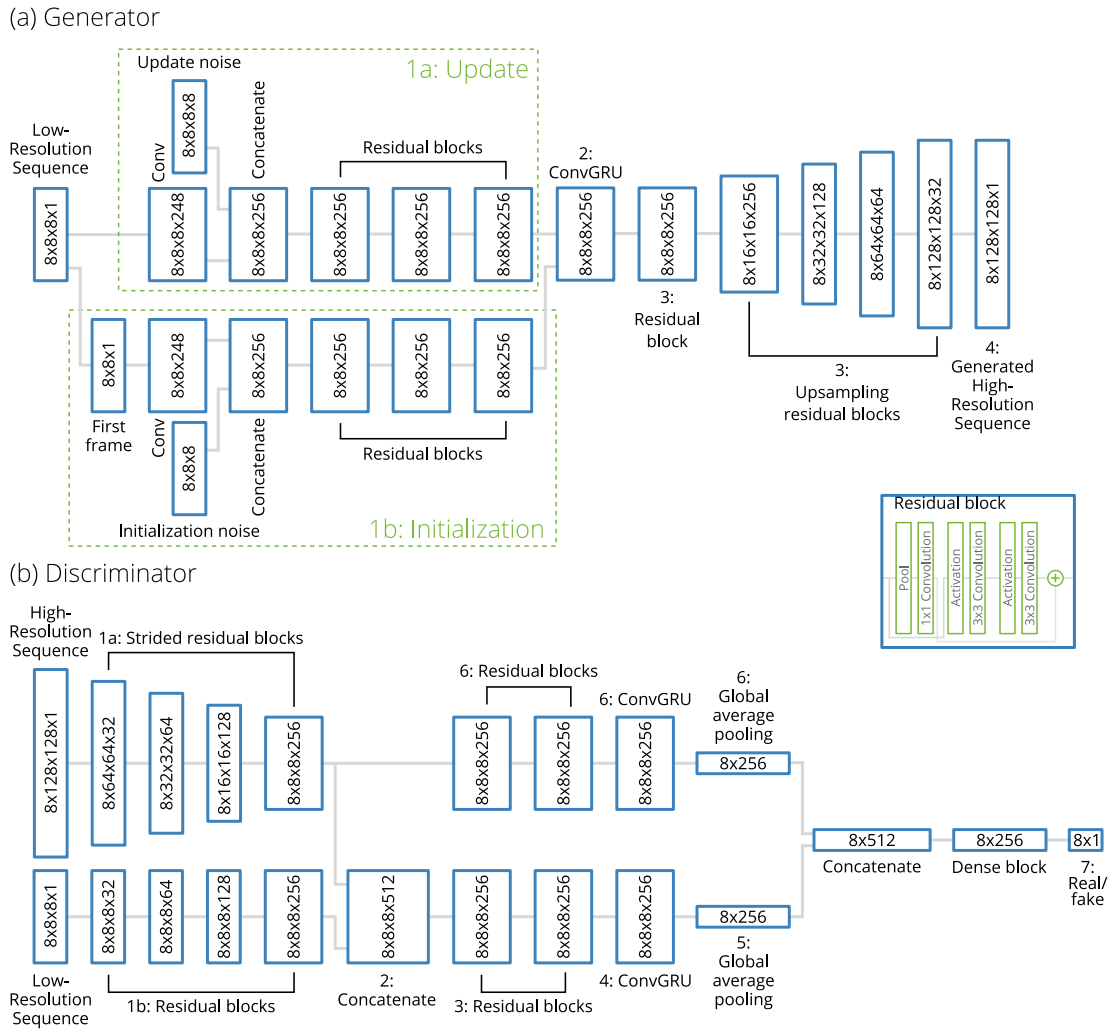 (a) Generator
Update noise
1a: Update
8x8x8x8
Conv
Concatenate
Low-
Resolution
Sequence
Residual blocks
2:
ConvGRU
8x8x8x1
8x8x8x248
8x8x8x256
8x8x8x256
8x8x8x256
8x8x8x256
8x8x8x256
8x8x8x256
8x16x16x256
8x32x32x128
8x64x64x64
8x128x128x32
8x128x128x1
3:
Residual
block
8x8x1
8x8x248
8x8x256
8x8x256
8x8x256
8x8x256
3:
Upsampling
residual blocks
4:
Generated
High-
Resolution
Sequence
First
frame
Conv
8x8x8
Concatenate
Residual blocks
Initialization noise
1b: Initialization
Residual block
Pool
1x1 Convolution
Activation
3x3 Convolution
Activation
3x3 Convolution
+
(b) Discriminator
High-
Resolution
Sequence
1a: Strided residual blocks
6: Residual blocks
6: ConvGRU
6:
Global
average
pooling
8x128x128x1
8x64x64x32
8x32x32x64
8x16x16x128
8x8x8x256
8x8x8x256
8x8x8x256
8x8x8x256
8x256
8x512
Concatenate
8x256
Dense block
8x1
7:
Real/
fake
8x8x8x1
8x8x8x32
8x8x8x64
8x8x8x128
8x8x8x256
8x8x8x512
8x8x8x256
8x8x8x256
8x8x8x256
8x256
Low-
Resolution
Sequence
1b: Residual blocks
2:
Concatenate
3: Residual blocks
4: ConvGRU
5:
Global
average
pooling